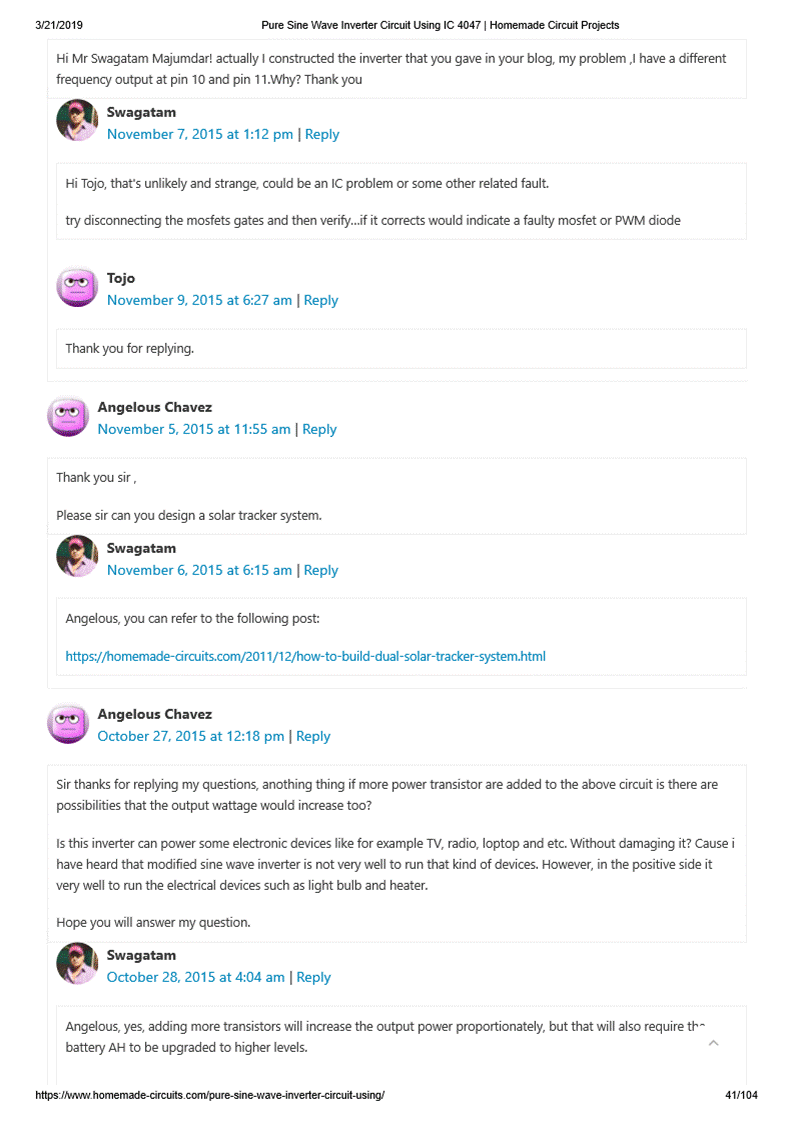 3/21/2019
Pure Sine Wave Inverter Circuit Using IC 4047 | Homemade Circuit Projects
Hi Mr Swagatam Majumdar! actually I constructed the inverter that you gave in your blog, my problem ,I have a different
frequency output at pin 10 and pin 11.Why? Thank you
Swagatam
November 7, 2015 at 1:12 pm | Reply
Hi Tojo, that's unlikely and strange, could be an IC problem or some other related fault.
try disconnecting the mosfets gates and then verify...if it corrects would indicate a faulty mosfet or PWM diode
Tojo
November 9, 2015 at 6:27 am | Reply
Thank you for replying.
Angelous Chavez
November 5, 2015 at 11:55 am | Reply
Thank you sir ,
Please sir can you design a solar tracker system.
Swagatam
November 6, 2015 at 6:15 am | Reply
Angelous, you can refer to the following post:
https://homemade-circuits.com/2011/12/how-to-build-dual-solar-tracker-system.html
Angelous Chavez
October 27, 2015 at 12:18 pm | Reply
Sir thanks for replying my questions, anothing thing if more power transistor are added to the above circuit is there are
possibilities that the output wattage would increase too?
Is this inverter can power some electronic devices like for example TV, radio, loptop and etc. Without damaging it? Cause i
have heard that modified sine wave inverter is not very well to run that kind of devices. However, in the positive side it
very well to run the electrical devices such as light bulb and heater.
Hope you will answer my question.
Swagatam
October 28, 2015 at 4:04 am | Reply
Angelous, yes, adding more transistors will increase the output power proportionately, but that will also require the
battery AH to be upgraded to higher levels.
https://www.homemade-circuits.com/pure-sine-wave-inverter-circuit-using/
41/104